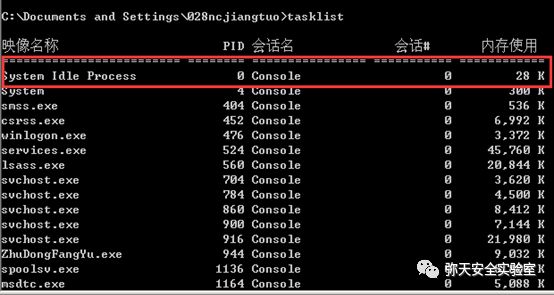 C:\Documents and Settings\028ncjiangtuo>tasklist
映像名称 PID 会话名 会话# 内存使用
========================= ======== ================ =========== ============
System Idle Process 0 Console 0 28 K
System 4 Console 0 300 K
smss.exe 404 Console 0 536 K
csrss.exe 452 Console 0 6,992 K
winlogon.exe 476 Console 0 3,372 K
services.exe 524 Console 0 45,760 K
lsass.exe 560 Console 0 20,844 K
svchost.exe 704 Console 0 3,620 K
svchost.exe 784 Console 0 4,500 K
svchost.exe 860 Console 0 8,412 K
svchost.exe 900 Console 0 7,144 K
svchost.exe 916 Console 0 21,980 K
ZhuDongFangYu.exe 944 Console 0 9,032 K
spoolsv.exe 1136 Console 0 K
msdtc.exe 1164 Console 0 5,088 K
弥天安全实验室